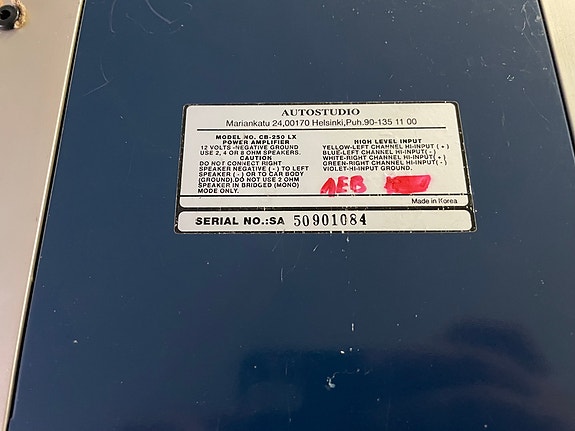 AUTOSTUDIO
Mariankatu 24,00170 Helsinki,Puh.90-135 11 00
MODEL NO. CB-250 LX
POWER AMPLIFIER
12 VOLT-NEGATIVE GROUND
USE 2, 4 OR 8 OHM SPEAKERS.
CAUTION
DO NOT CONNECT RIGHT
SPEAKER NEGATIVE (-) TO LEFT
SPEAKER (-) OR TO CAR BODY
(GROUND).DO NOT USE 2 OHM
SPEAKER IN BRIDGED (MONO)
MODE ONLY.
HIGH LEVEL INPUT
YELLOW-LEFT CHANNEL HI-INPUT (+)
BLUE-LEFT CHANNEL HI-INPUT(-)
WHITE-RIGHT CHANNEL HI-INPUT(+)
GREEN-RIGHT CHANNEL HI-INPUT(-)
VIOLET-HI-INPUT GROUND.
AEB
Made in Korea
SERIAL NO.:SA 50901084